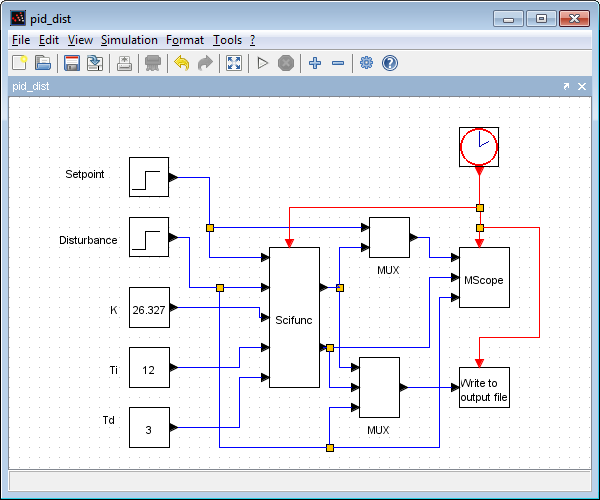 pid_dist
File Edit View Simulation Format Tools ?
pid_dist
Setpoint
Disturbance
MUX
MScope
K
26.327
Scifunc
Ti
12
Write to
output file
Td
3
MUX